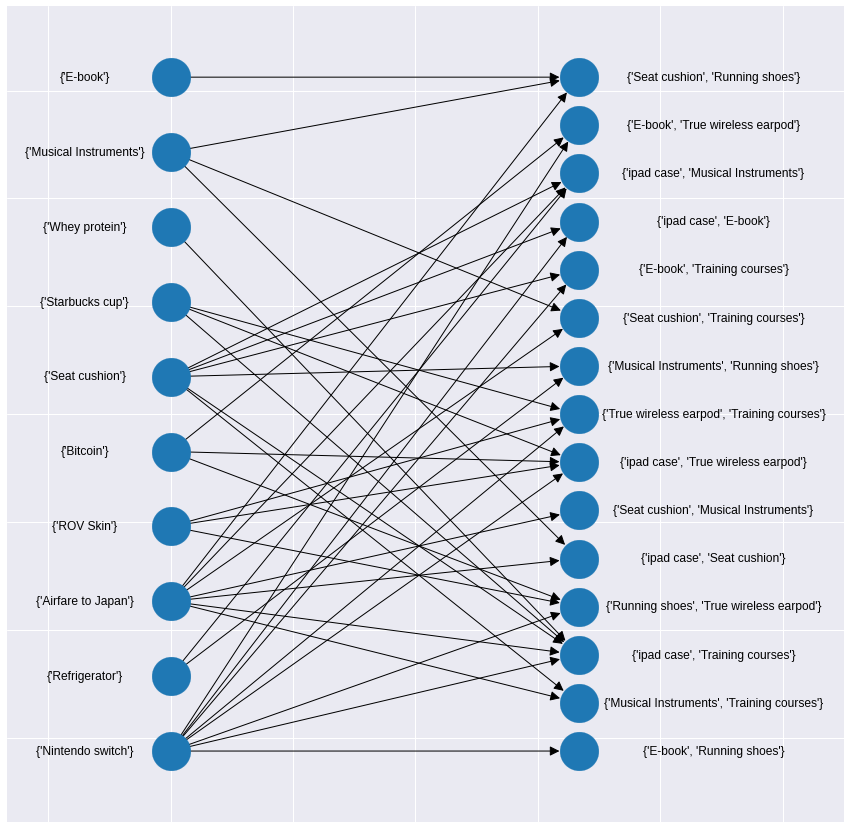 {'E-book'}
{'Musical Instruments'}
{'Whey protein'}
{'Starbucks cup'}
{'Seat cushion'}
{'Bitcoin'}
{'ROV Skin'}
{'Airfare to Japan'}
{'Refrigerator'}
{'Nintendo switch'}
{'Seat cushion', 'Running shoes'}
{'E-book', 'True wireless earpod'}
{'ipad case', 'Musical Instruments'}
{'ipad case', 'E-book'}
{'E-book', 'Training courses'}
{'Seat cushion', 'Training courses'}
{'Musical Instruments', 'Running shoes'}
{'True wireless earpod', 'Training courses'}
{'ipad case', 'True wireless earpod'}
{'Seat cushion', 'Musical Instruments'}
{'ipad case', 'Seat cushion'}
{'Running shoes', 'True wireless earpod'}
{'ipad case', 'Training courses'}
{'Musical Instruments', 'Training courses'}
{'E-book', 'Running shoes'}